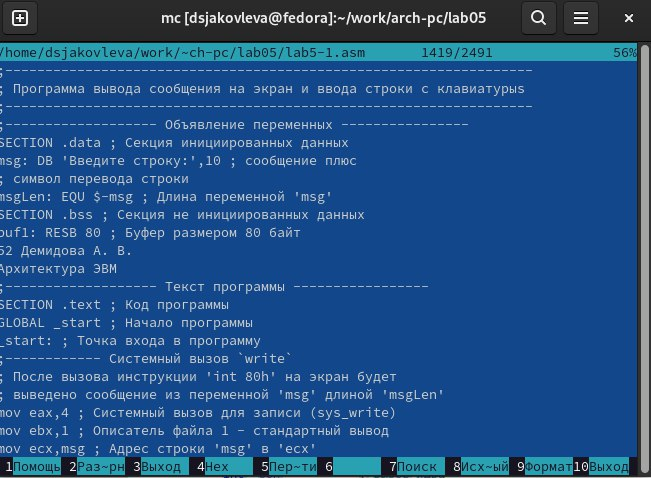 mc [dsjakovleva@fedora]:~/work/arch-pc/lab05
/home/dsjakovleva/work/~ch-pc/lab05/lab5-1.asm 1419/2491 56%
;------------------------------------------------------------------
; Программа вывода сообщения на экран и ввода строки с клавиатурыs
;------------------------------------------------------------------
;------------------- Объявление переменных ----------------
SECTION .data ; Секция инициированных данных
msg: DB 'Введите строку:',10 ; сообщение плюс
; символ перевода строки
msgLen: EQU $-msg ; Длина переменной 'msg'
SECTION .bss ; Секция не инициированных данных
buf1: RESB 80 ; Буфер размером 80 байт
52 Демидова А. В.
Архитектура ЭВМ
;------------------- Текст программы -----------------
SECTION .text ; Код программы
GLOBAL _start ; Начало программы
_start: ; Точка входа в программу
;------------ Системный вызов `write`
; После вызова инструкции 'int 80h' на экран будет
; выведено сообщение из переменной 'msg' длиной 'msgLen'
mov eax,4 ; Системный вызов для записи (sys_write)
mov ebx,1 ; Описатель файла 1 - стандартный вывод
mov ecx,msg ; Адрес строки 'msg' в 'ecx'
1Помощь 2Раз~рн 3Выход 4Hex 5Пер~ти 6 7Поиск 8Исх~ый 9Формат 10Выход